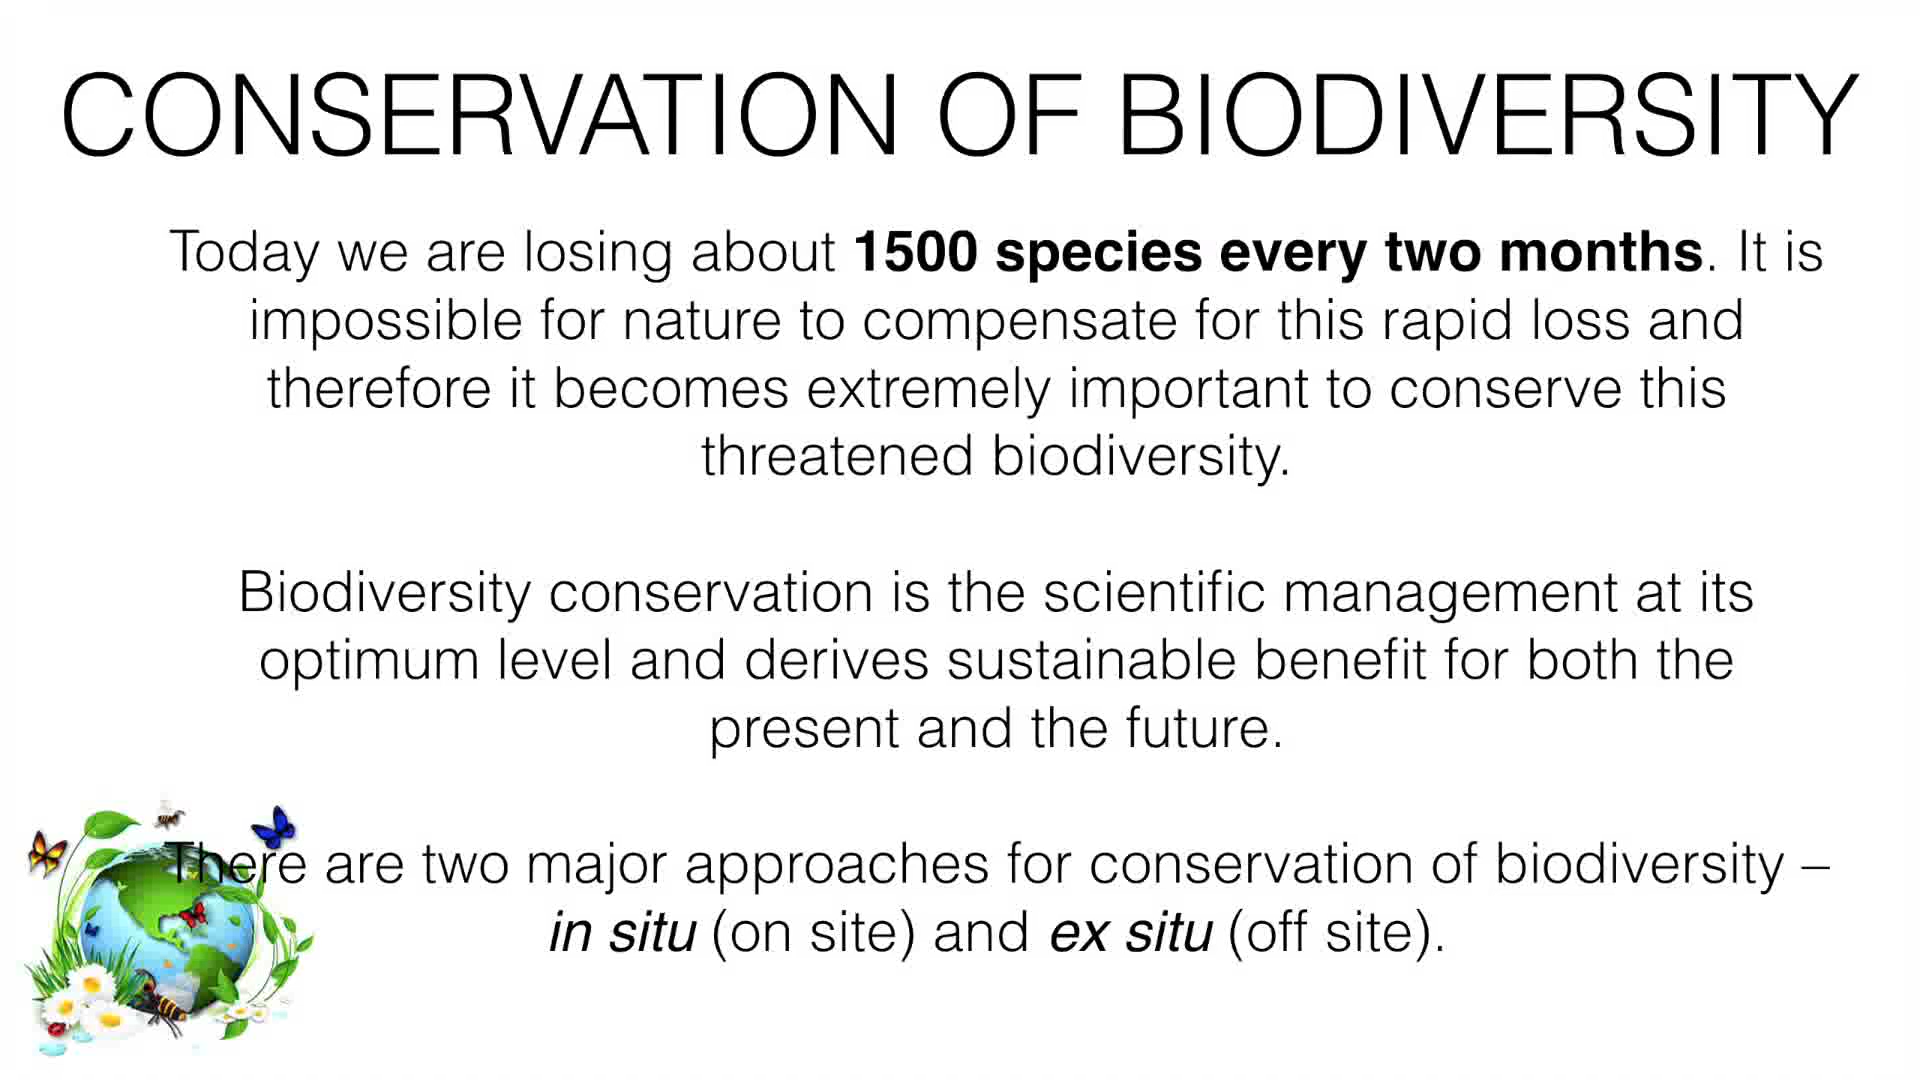 CONSERVATION OF BIODIVERSITY
Today we are losing about 1500 species every two months. It is
impossible for nature to compensate for this rapid loss and
therefore it becomes extremely important to conserve this
threatened biodiversity.
Biodiversity conservation is the scientific management at its
optimum level and derives sustainable benefit for both the
present and the future.
There are two major approaches for conservation of biodiversity –
in situ (on site) and ex situ (off site).